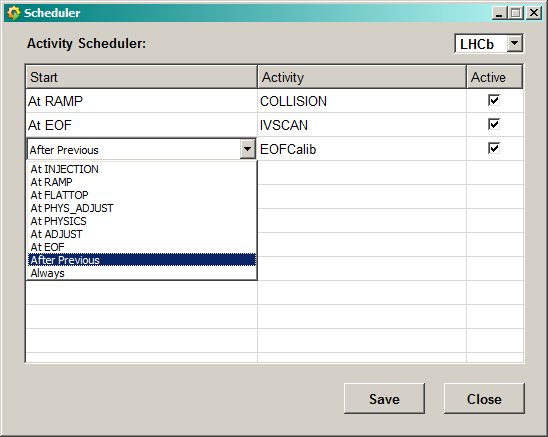 Scheduler
Activity Scheduler: LHCb
Start Activity Active
At RAMP COLLISION
At EOF IVSCAN
After Previous EOFCalib
At INJECTION
At RAMP
At FLATTOP
At PHYS_ADJUST
At PHYSICS
At ADJUST
At EOF
After Previous
Always
Save Close